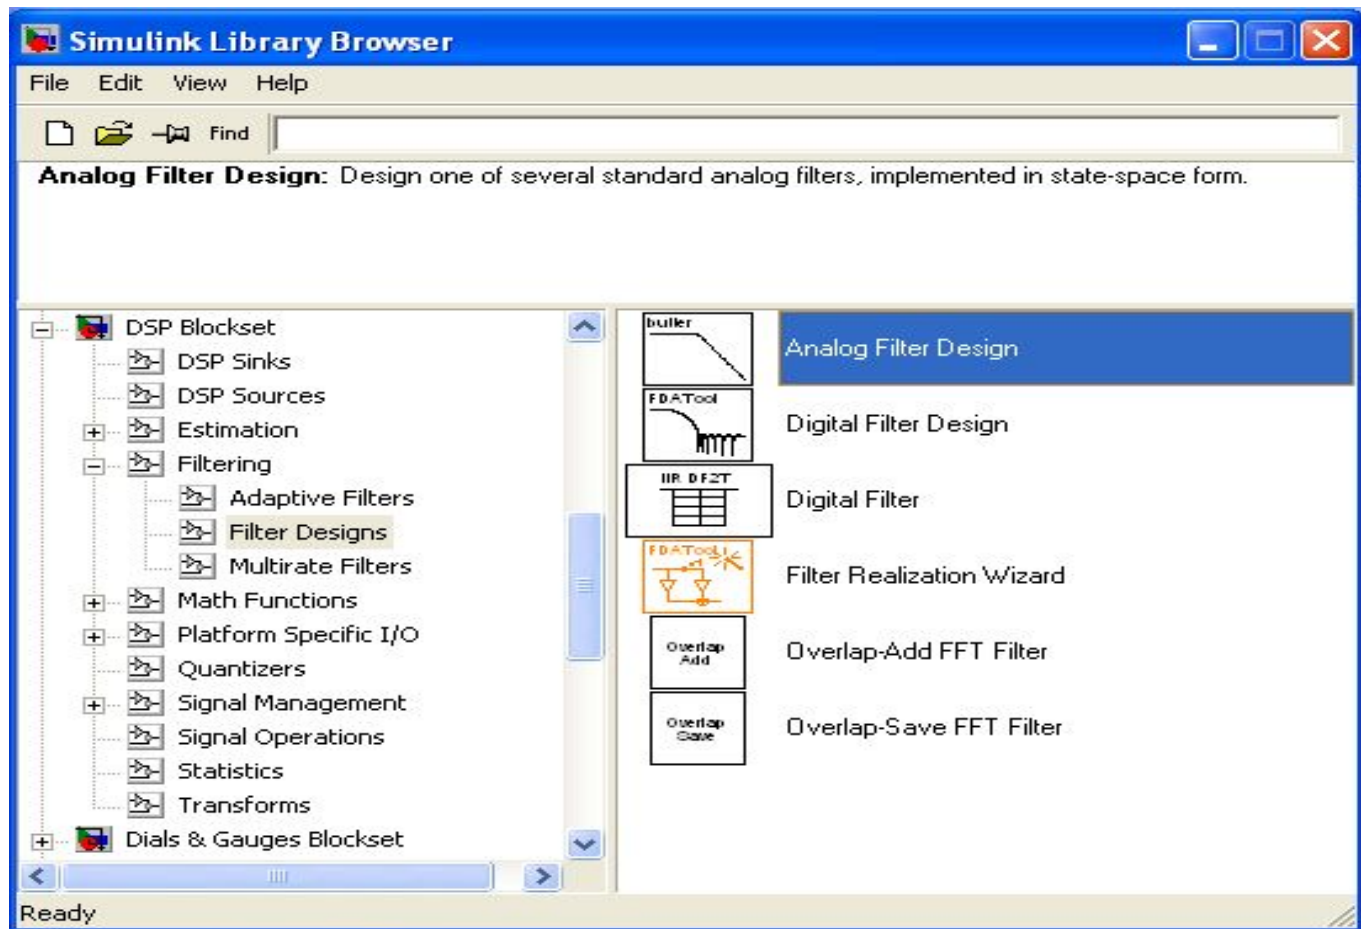 Simulink Library Browser
File Edit View Help
Find
Analog Filter Design: Design one of several standard analog filters, implemented in state-space form.
DSP Blockset
DSP Sinks
DSP Sources
Estimation
Filtering
Adaptive Filters
Filter Designs
Multirate Filters
Math Functions
Platform Specific I/O
Quantizers
Signal Management
Signal Operations
Statistics
Transforms
Dials & Gauges Blockset
butter
Analog Filter Design
FDATool
Digital Filter Design
IIR DF2T
Digital Filter
FDATool
Filter Realization Wizard
Overlap
Add
Overlap-Add FFT Filter
Overlap
Save
Overlap-Save FFT Filter
Ready